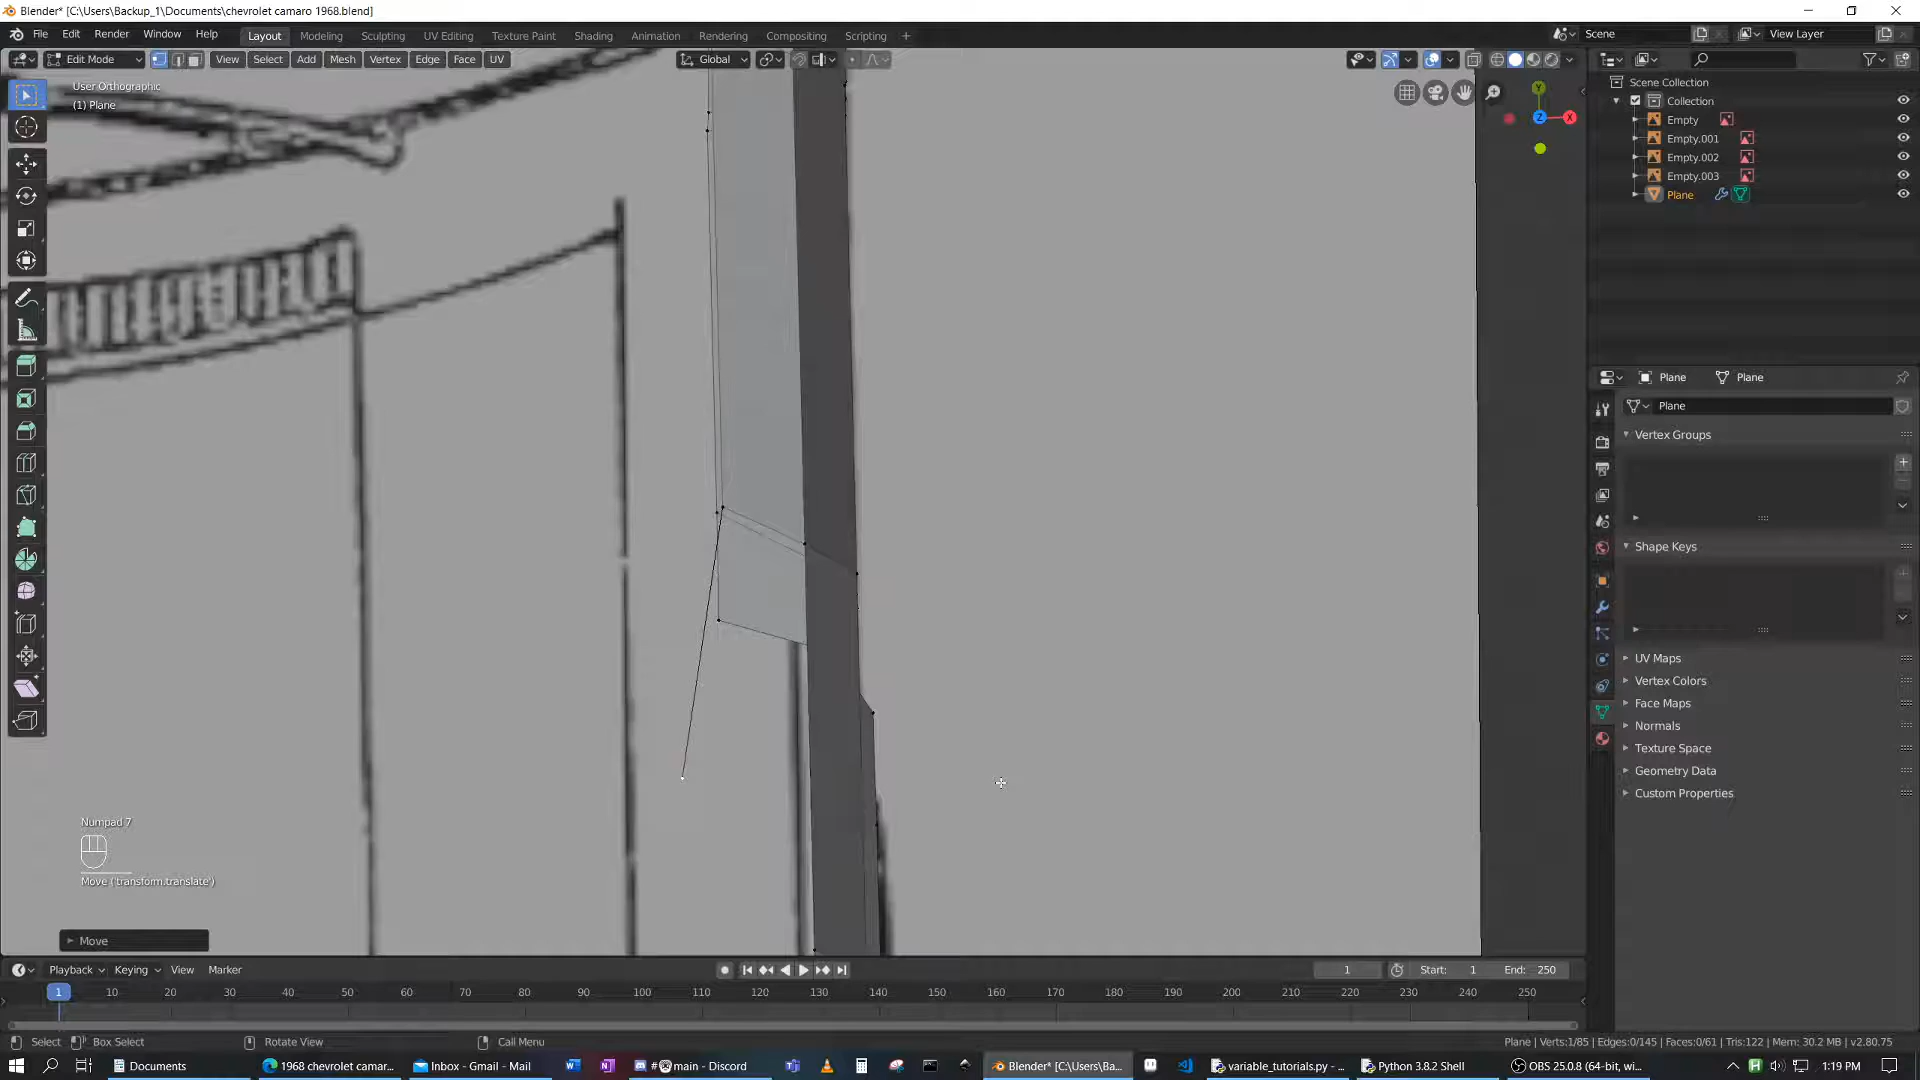 Blender* [C:\Users\Backup_1\Documents\chevrolet camaro 1968.blend]
File Edit Render Window Help Layout Modeling Sculpting UV Editing Texture Paint Shading Animation Rendering Compositing Scripting + Scene View Layer
Edit Mode View Select Add Mesh Vertex Edge Face UV Global
User Orthographic
(1) Plane
Y
Z X
Scene Collection
Collection
Empty
Empty.001
Empty.002
Empty.003
Plane
Plane Plane
Plane
Vertex Groups
Shape Keys
UV Maps
Vertex Colors
Face Maps
Normals
Texture Space
Geometry Data
Custom Properties
Numpad 7
Move ('transform.translate')
Move
Playback Keying View Marker 1 Start: 1 End: 250
1 10 20 30 40 50 60 70 80 90 100 110 120 130 140 150 160 170 180 190 200 210 220 230 240 250
Select Box Select Rotate View Call Menu Plane | Verts:1/85 | Edges:0/145 | Faces:0/61 | Tris:122 | Mem: 30.2 MB | v2.80.75
Documents 1968 chevrolet camar... Inbox - Gmail - Mail # main - Discord Blender* [C:\Users\Ba... variable_tutorials.py - ... Python 3.8.2 Shell OBS 25.0.8 (64-bit, wi... 1:19 PM